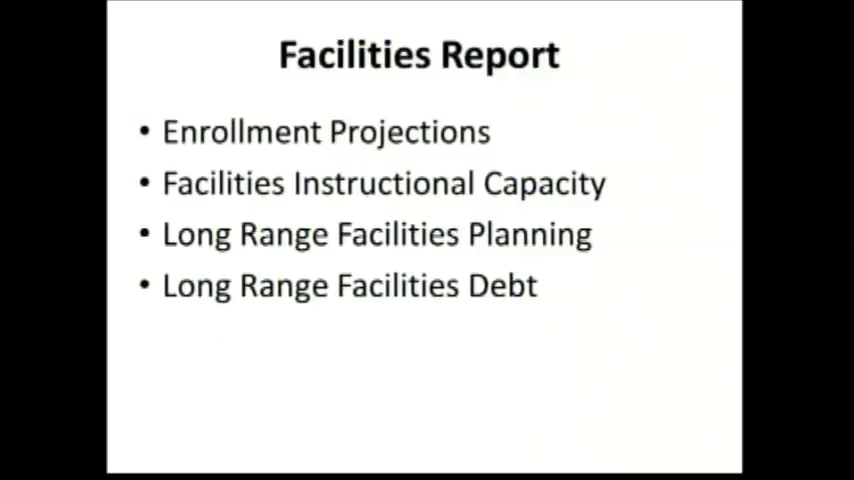 Facilities Report
• Enrollment Projections
• Facilities Instructional Capacity
• Long Range Facilities Planning
• Long Range Facilities Debt